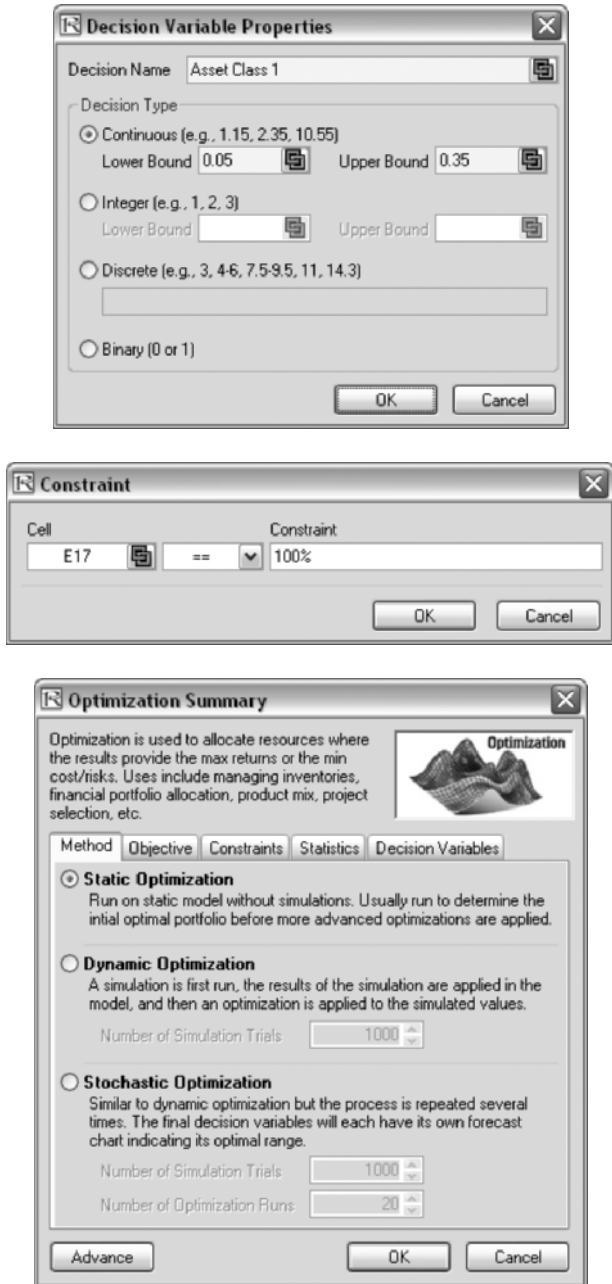 Decision Variable Properties
Decision Name Asset Class 1
Decision Type
Continuous (e.g., 1.15, 2.35, 10.55)
Lower Bound 0.05 Upper Bound 0.35
Integer (e.g., 1, 2, 3)
Lower Bound Upper Bound
Discrete (e.g., 3, 4-6, 7.5-9.5, 11, 14.3)
Binary (0 or 1)
OK Cancel
Constraint
Cell Constraint
E17 == 100%
OK Cancel
Optimization Summary
Optimization is used to allocate resources where
the results provide the max returns or the min
cost/risks. Uses include managing inventories,
financial portfolio allocation, product mix, project
selection, etc.
Optimization
Method Objective Constraints Statistics Decision Variables
Static Optimization
Run on static model without simulations. Usually run to determine the
intial optimal portfolio before more advanced optimizations are applied.
Dynamic Optimization
A simulation is first run, the results of the simulation are applied in the
model, and then an optimization is applied to the simulated values.
Number of Simulation Trials 1000
Stochastic Optimization
Similar to dynamic optimization but the process is repeated several
times. The final decision variables will each have its own forecast
chart indicating its optimal range.
Number of Simulation Trials 1000
Number of Optimization Runs 20
Advance OK Cancel